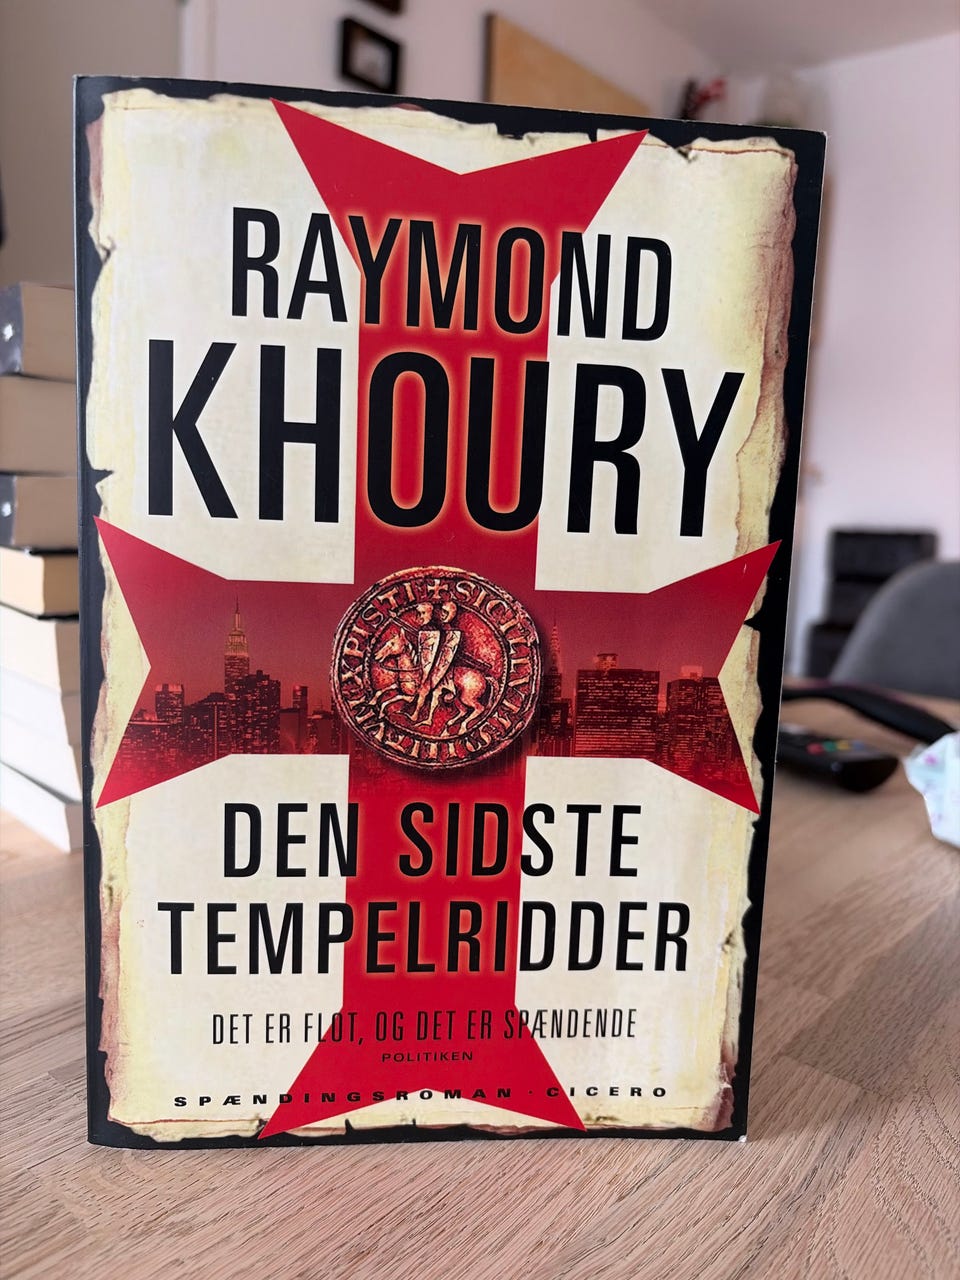 RAYMOND
KHOURY
DEN SIDSTE
TEMPELRIDDER
DET ER FLOT, OG DET ER SPÆNDENDE
POLITIKEN
SPÆNDINGSROMAN · CICERO